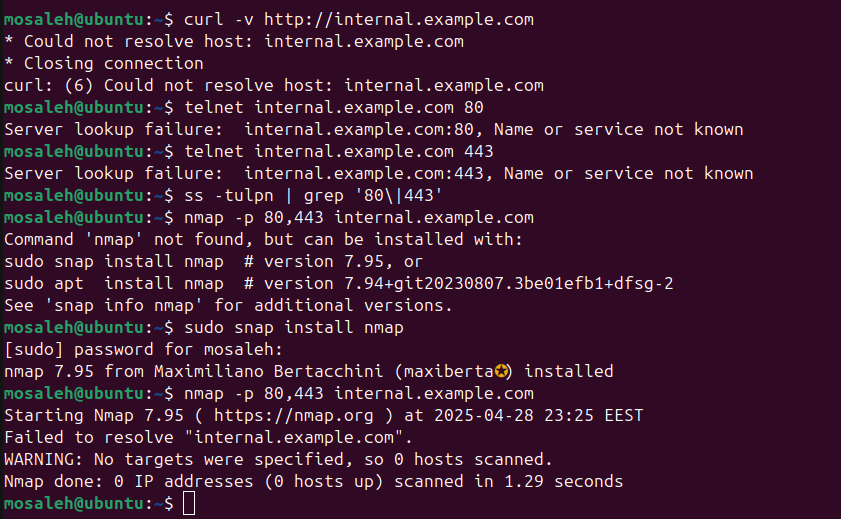 mosaleh@ubuntu:~$ curl -v http://internal.example.com
* Could not resolve host: internal.example.com
* Closing connection
curl: (6) Could not resolve host: internal.example.com
mosaleh@ubuntu:~$ telnet internal.example.com 80
Server lookup failure:  internal.example.com:80, Name or service not known
mosaleh@ubuntu:~$ telnet internal.example.com 443
Server lookup failure:  internal.example.com:443, Name or service not known
mosaleh@ubuntu:~$ ss -tulpn | grep '80\|443'
mosaleh@ubuntu:~$ nmap -p 80,443 internal.example.com
Command 'nmap' not found, but can be installed with:
sudo snap install nmap  # version 7.95, or
sudo apt  install nmap  # version 7.94+git20230807.3be01efb1+dfsg-2
See 'snap info nmap' for additional versions.
mosaleh@ubuntu:~$ sudo snap install nmap
[sudo] password for mosaleh:
nmap 7.95 from Maximiliano Bertacchini (maxiberta✪) installed
mosaleh@ubuntu:~$ nmap -p 80,443 internal.example.com
Starting Nmap 7.95 ( https://nmap.org ) at 2025-04-28 23:25 EEST
Failed to resolve "internal.example.com".
WARNING: No targets were specified, so 0 hosts scanned.
Nmap done: 0 IP addresses (0 hosts up) scanned in 1.29 seconds
mosaleh@ubuntu:~$